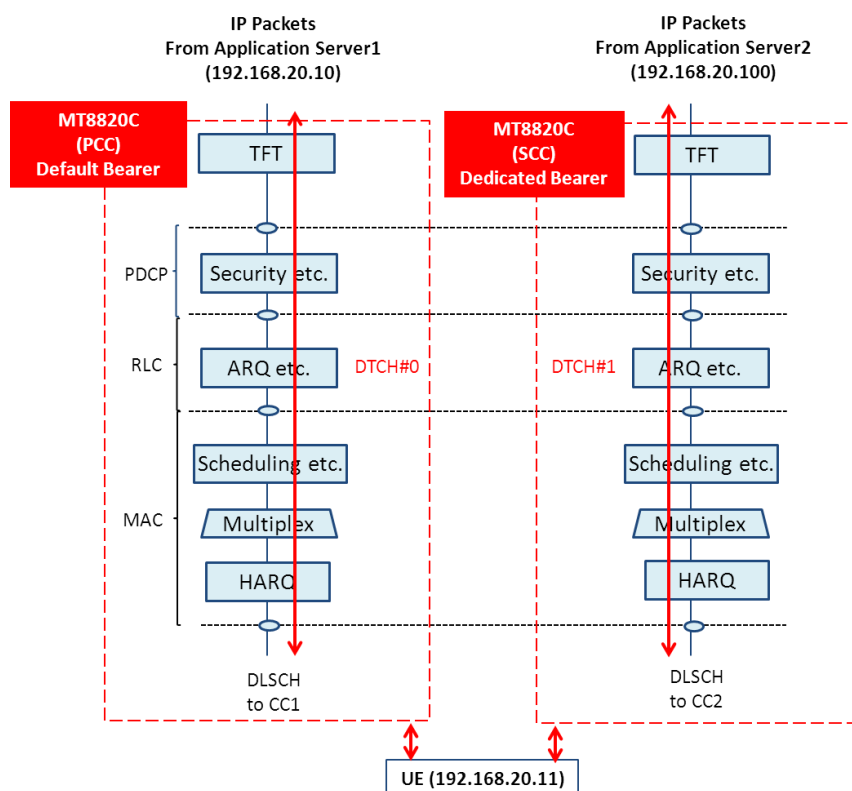 IP Packets
From Application Server1
(192.168.20.10)
IP Packets
From Application Server2
(192.168.20.100)
MT8820C
(PCC)
Default Bearer
TFT
MT8820C
(SCC)
Dedicated Bearer
TFT
PDCP
Security etc.
Security etc.
RLC
ARQ etc.
DTCH#0
DTCH#1
ARQ etc.
Scheduling etc.
Scheduling etc.
MAC
Multiplex
Multiplex
HARQ
HARQ
DLSCH
to CC1
DLSCH
to CC2
UE (192.168.20.11)